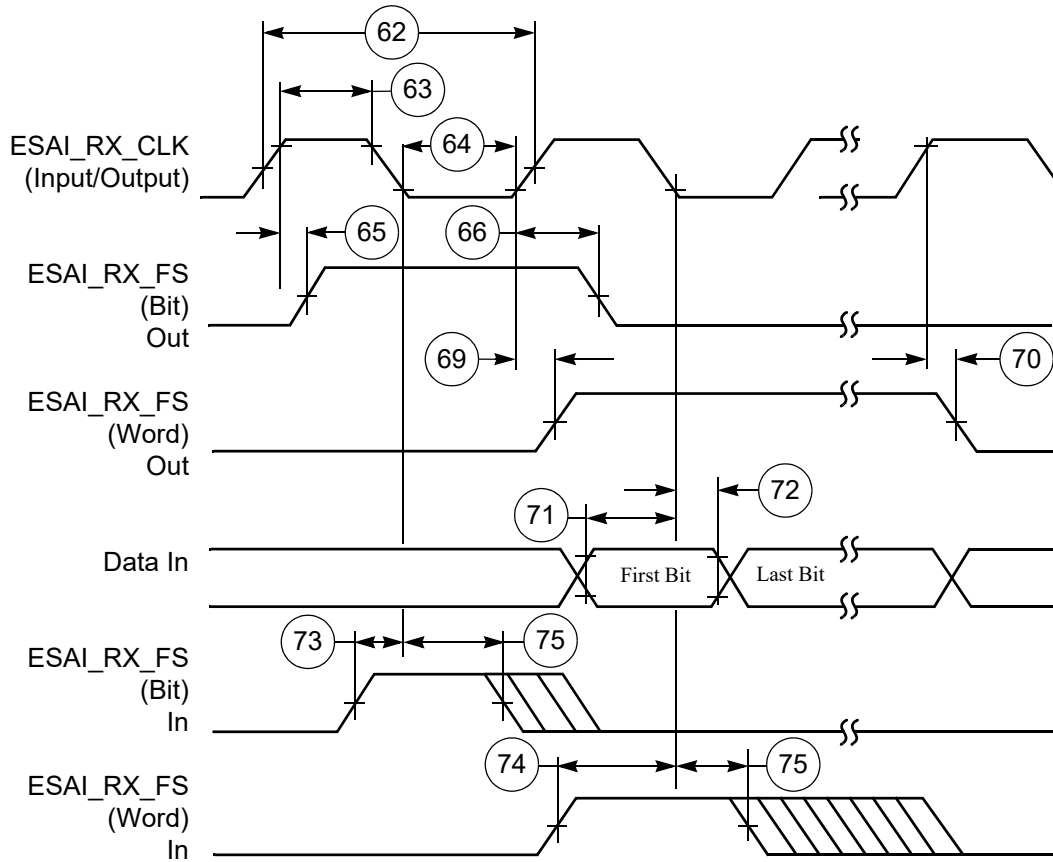 62
63
ESAI_RX_CLK
(Input/Output)
64
65
66
ESAI_RX_FS
(Bit)
Out
69
70
ESAI_RX_FS
(Word)
Out
71
72
Data In
First Bit
Last Bit
73
75
ESAI_RX_FS
(Bit)
In
74
75
ESAI_RX_FS
(Word)
In